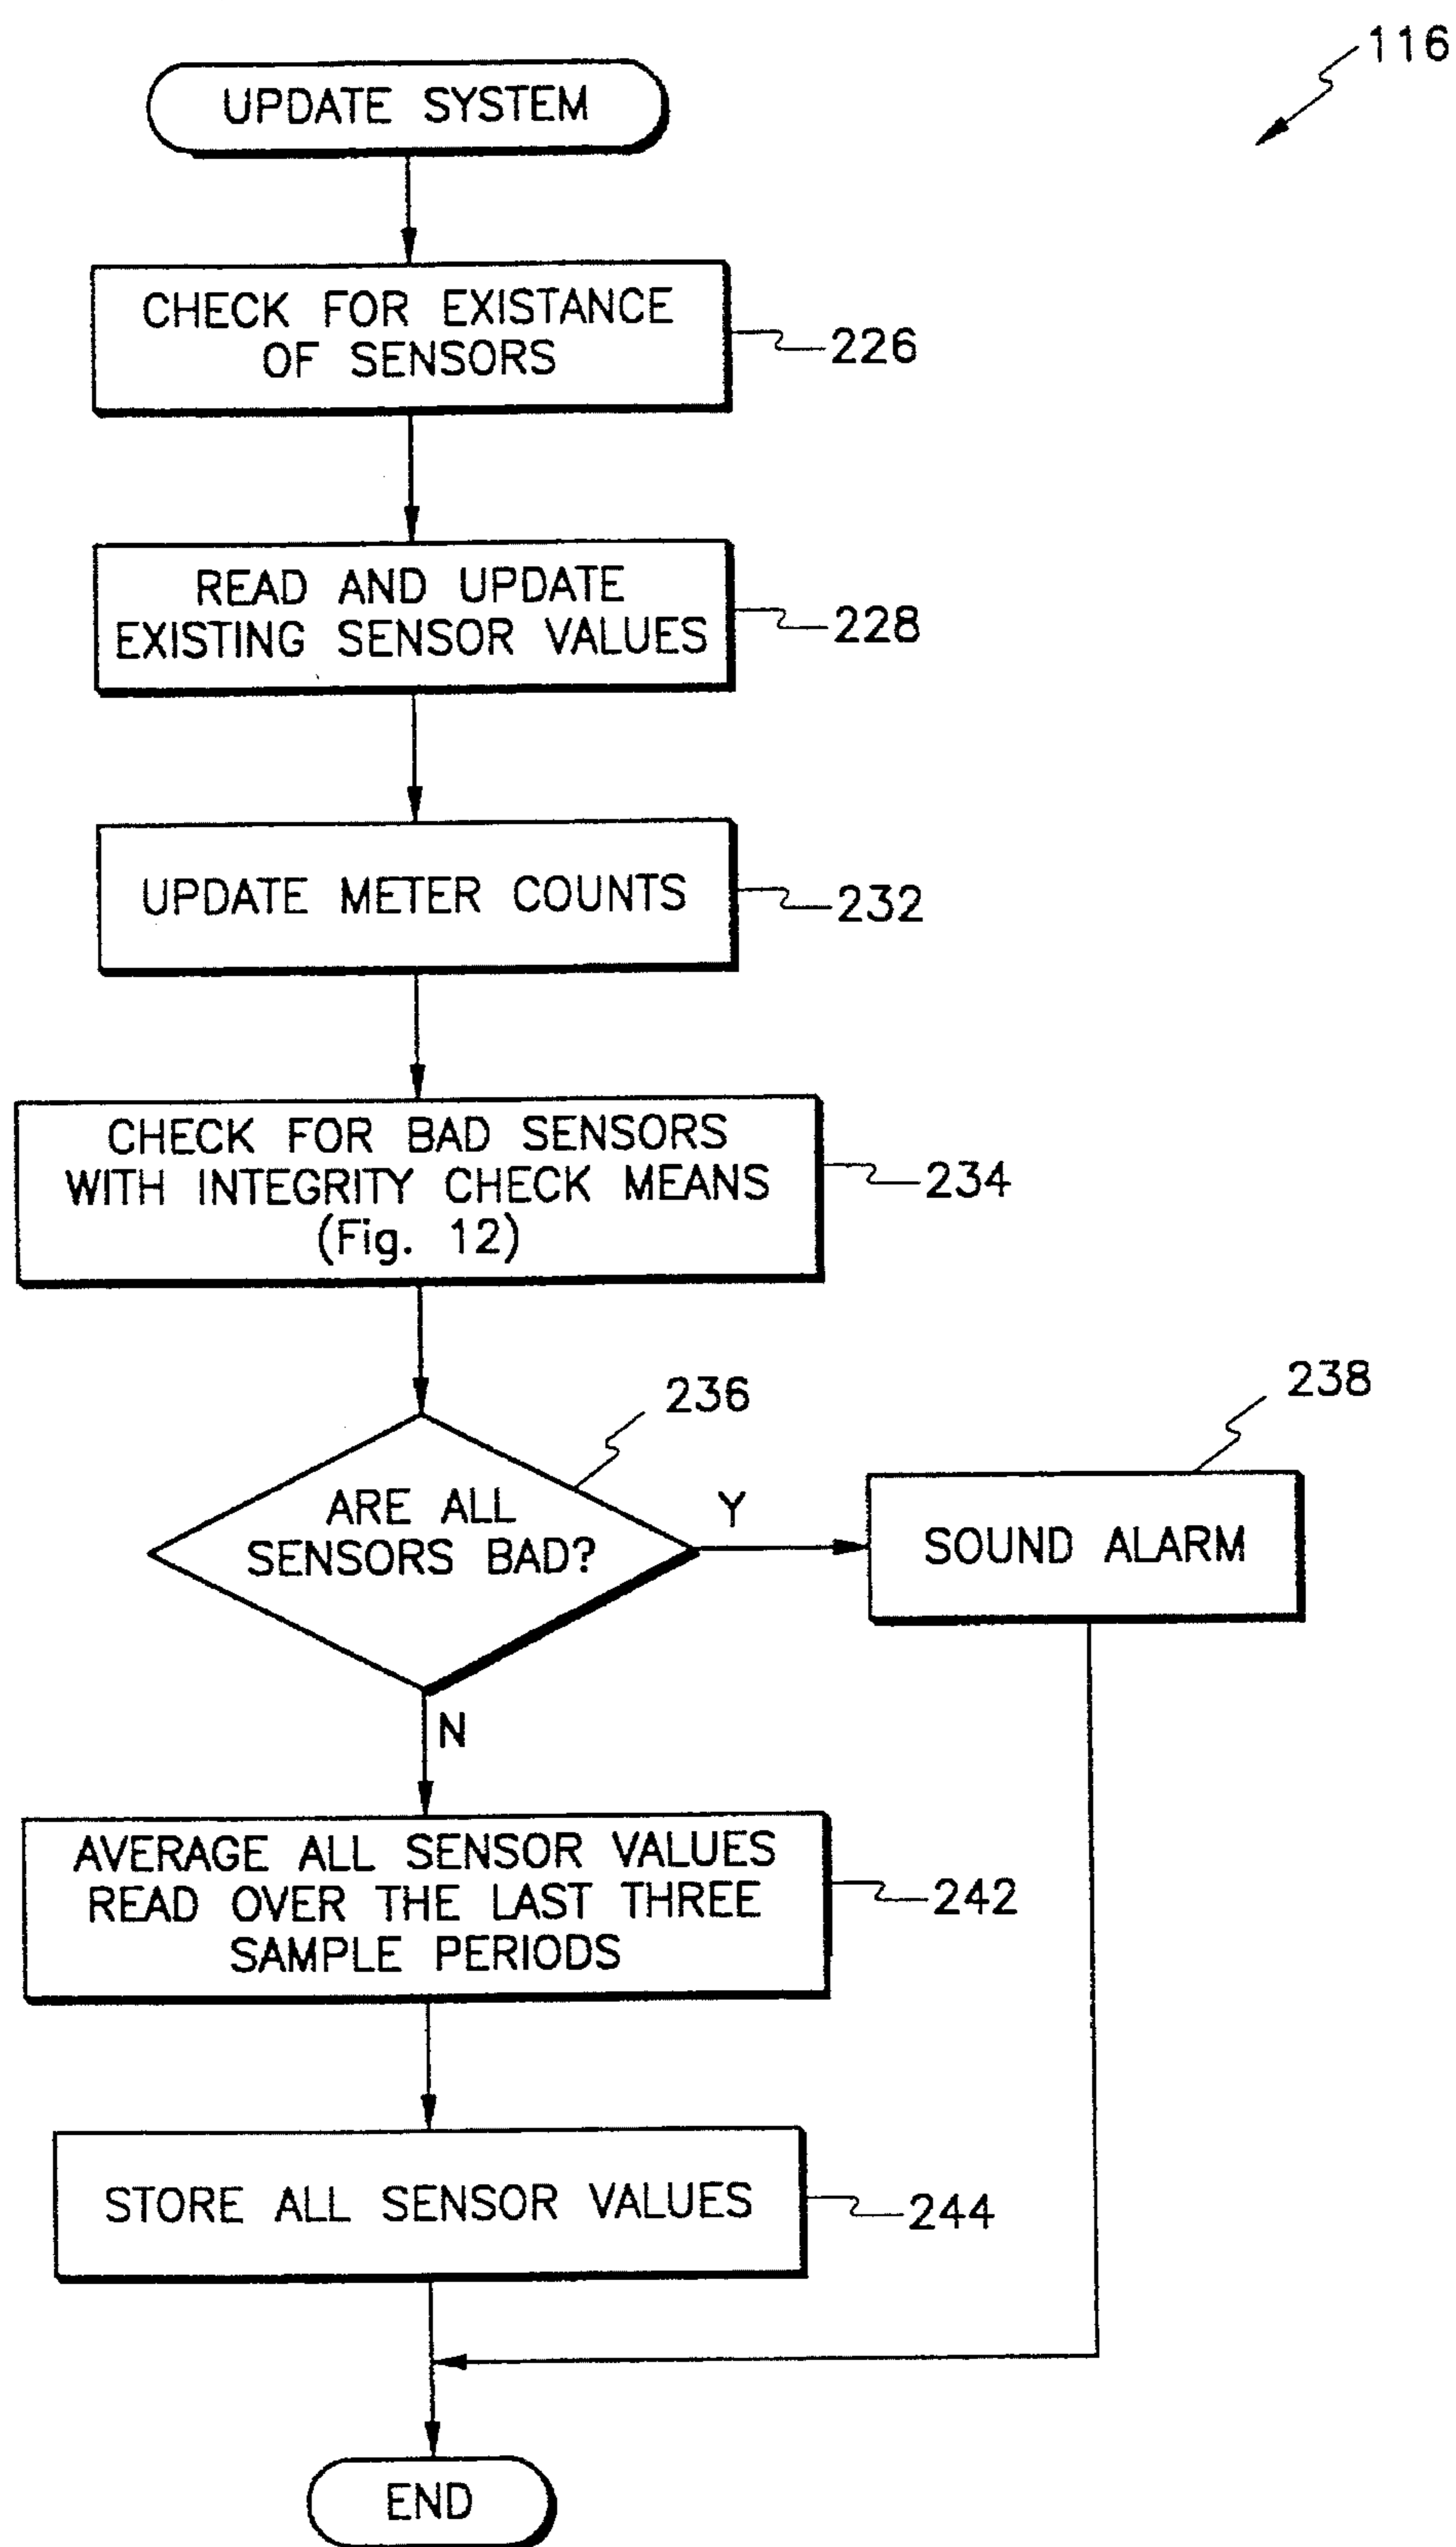 116
UPDATE SYSTEM
CHECK FOR EXISTANCE
OF SENSORS
226
READ AND UPDATE
EXISTING SENSOR VALUES
228
UPDATE METER COUNTS
232
CHECK FOR BAD SENSORS
WITH INTEGRITY CHECK MEANS
(Fig. 12)
234
236
ARE ALL
SENSORS BAD?
Y
238
SOUND ALARM
N
AVERAGE ALL SENSOR VALUES
READ OVER THE LAST THREE
SAMPLE PERIODS
242
STORE ALL SENSOR VALUES
244
END